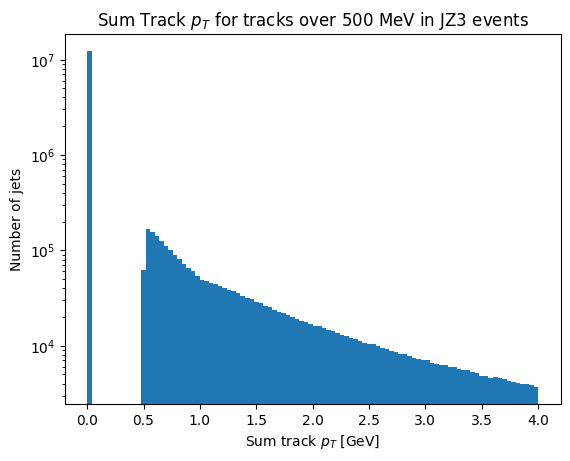 Sum Track $p_T$ for tracks over 500 MeV in JZ3 events
Number of jets
10^7
10^6
10^5
10^4
0.0 0.5 1.0 1.5 2.0 2.5 3.0 3.5 4.0
Sum track $p_T$ [GeV]